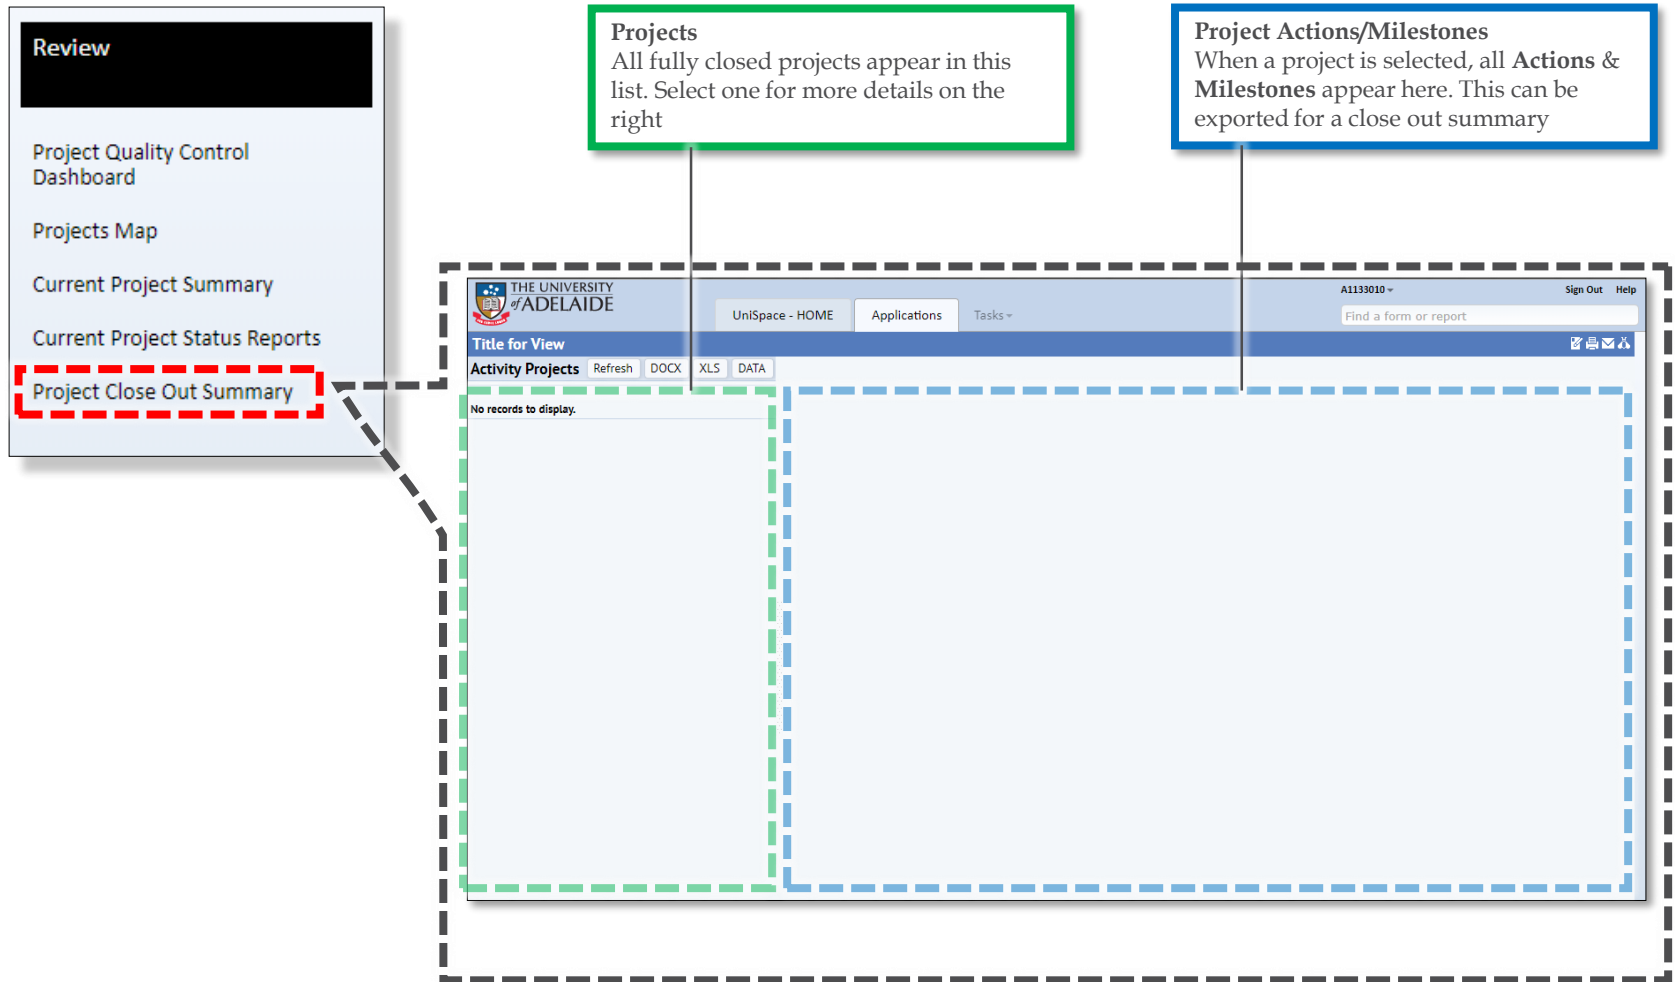 Review
Project Quality Control
Dashboard
Projects Map
Current Project Summary
Current Project Status Reports
Project Close Out Summary
Projects
All fully closed projects appear in this
list. Select one for more details on the
right
Project Actions/Milestones
When a project is selected, all Actions &
Milestones appear here. This can be
exported for a close out summary
THE UNIVERSITY
of ADELAIDE
UniSpace - HOME
Applications
Tasks
A1133010
Sign Out
Help
Find a form or report
Title for View
Activity Projects
Refresh
DOCX
XLS
DATA
No records to display.